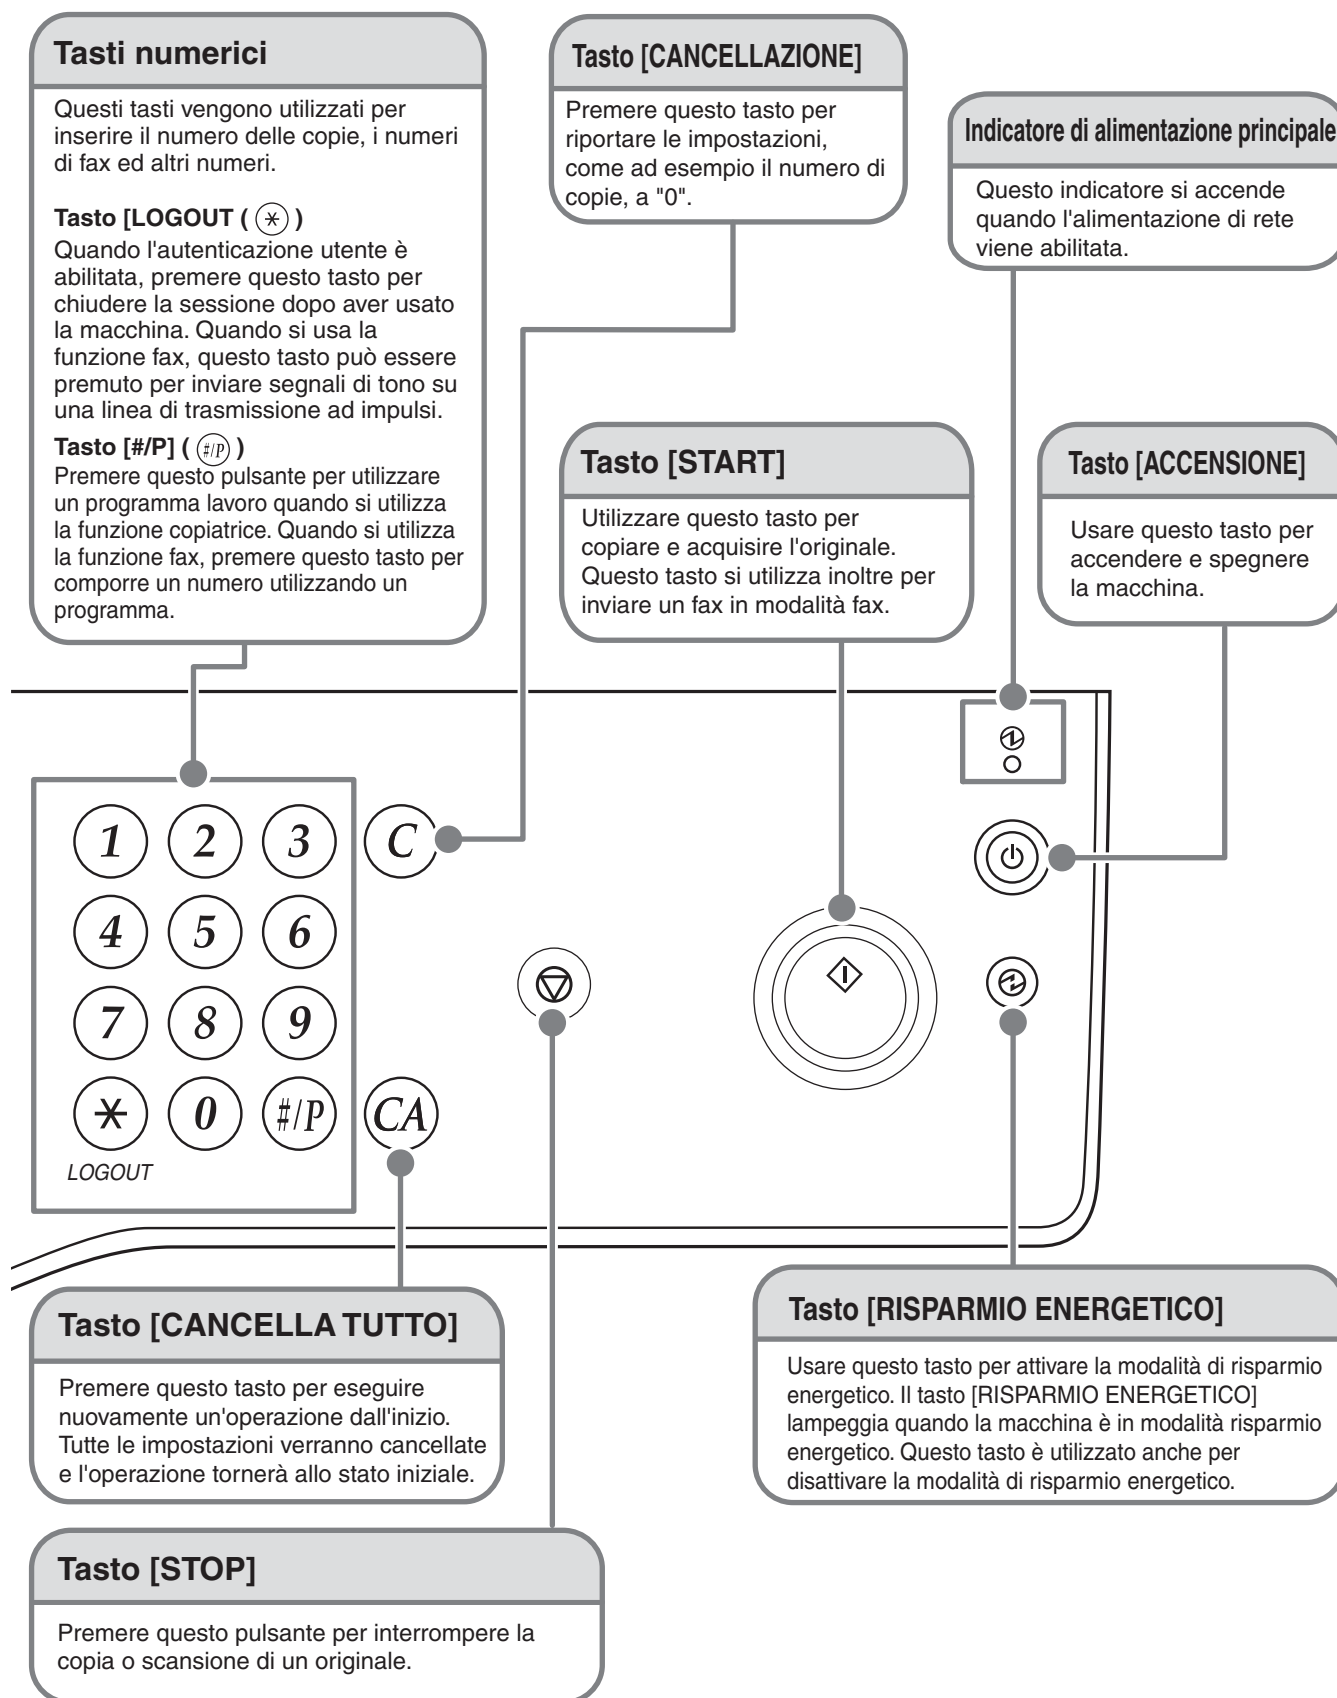 Tasti numerici
Questi tasti vengono utilizzati per
inserire il numero delle copie, i numeri
di fax ed altri numeri.
Tasto [LOGOUT ( * )
Quando l'autenticazione utente è
abilitata, premere questo tasto per
chiudere la sessione dopo aver usato
la macchina. Quando si usa la
funzione fax, questo tasto può essere
premuto per inviare segnali di tono su
una linea di trasmissione ad impulsi.
Tasto [#/P] ( #/P )
Premere questo pulsante per utilizzare
un programma lavoro quando si utilizza
la funzione copiatrice. Quando si utilizza
la funzione fax, premere questo tasto per
comporre un numero utilizzando un
programma.
Tasto [CANCELLAZIONE]
Premere questo tasto per
riportare le impostazioni,
come ad esempio il numero di
copie, a "0".
Indicatore di alimentazione principale
Questo indicatore si accende
quando l'alimentazione di rete
viene abilitata.
Tasto [START]
Utilizzare questo tasto per
copiare e acquisire l'originale.
Questo tasto si utilizza inoltre per
inviare un fax in modalità fax.
Tasto [ACCENSIONE]
Usare questo tasto per
accendere e spegnere
la macchina.
1 2 3 C
4 5 6
7 8 9
* 0 #/P CA
LOGOUT
Tasto [CANCELLA TUTTO]
Premere questo tasto per eseguire
nuovamente un'operazione dall'inizio.
Tutte le impostazioni verranno cancellate
e l'operazione tornerà allo stato iniziale.
Tasto [RISPARMIO ENERGETICO]
Usare questo tasto per attivare la modalità di risparmio
energetico. Il tasto [RISPARMIO ENERGETICO]
lampeggia quando la macchina è in modalità risparmio
energetico. Questo tasto è utilizzato anche per
disattivare la modalità di risparmio energetico.
Tasto [STOP]
Premere questo pulsante per interrompere la
copia o scansione di un originale.